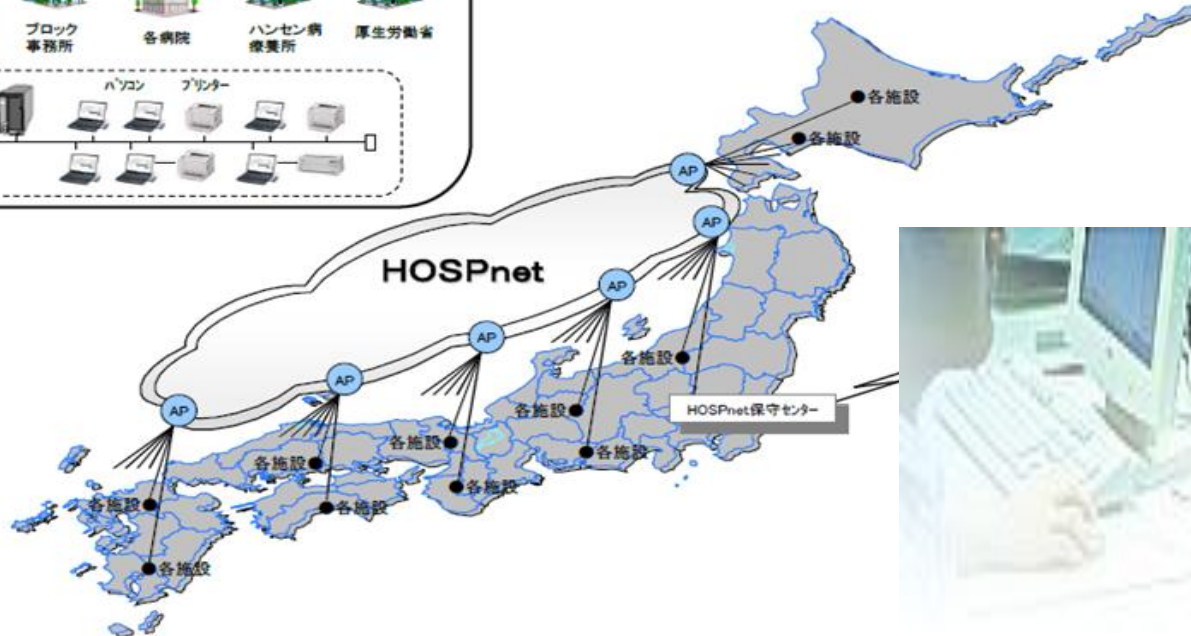 ブロック
事務所
各病院
ハンセン病
療養所
厚生労働省
パソコン
プリンター
各施設
各施設
AP
AP
HOSPnet
AP
AP
各施設
AP
HOSPnet保守センター
AP
各施設
各施設
各施設
各施設
各施設
各施設
各施設
各施設